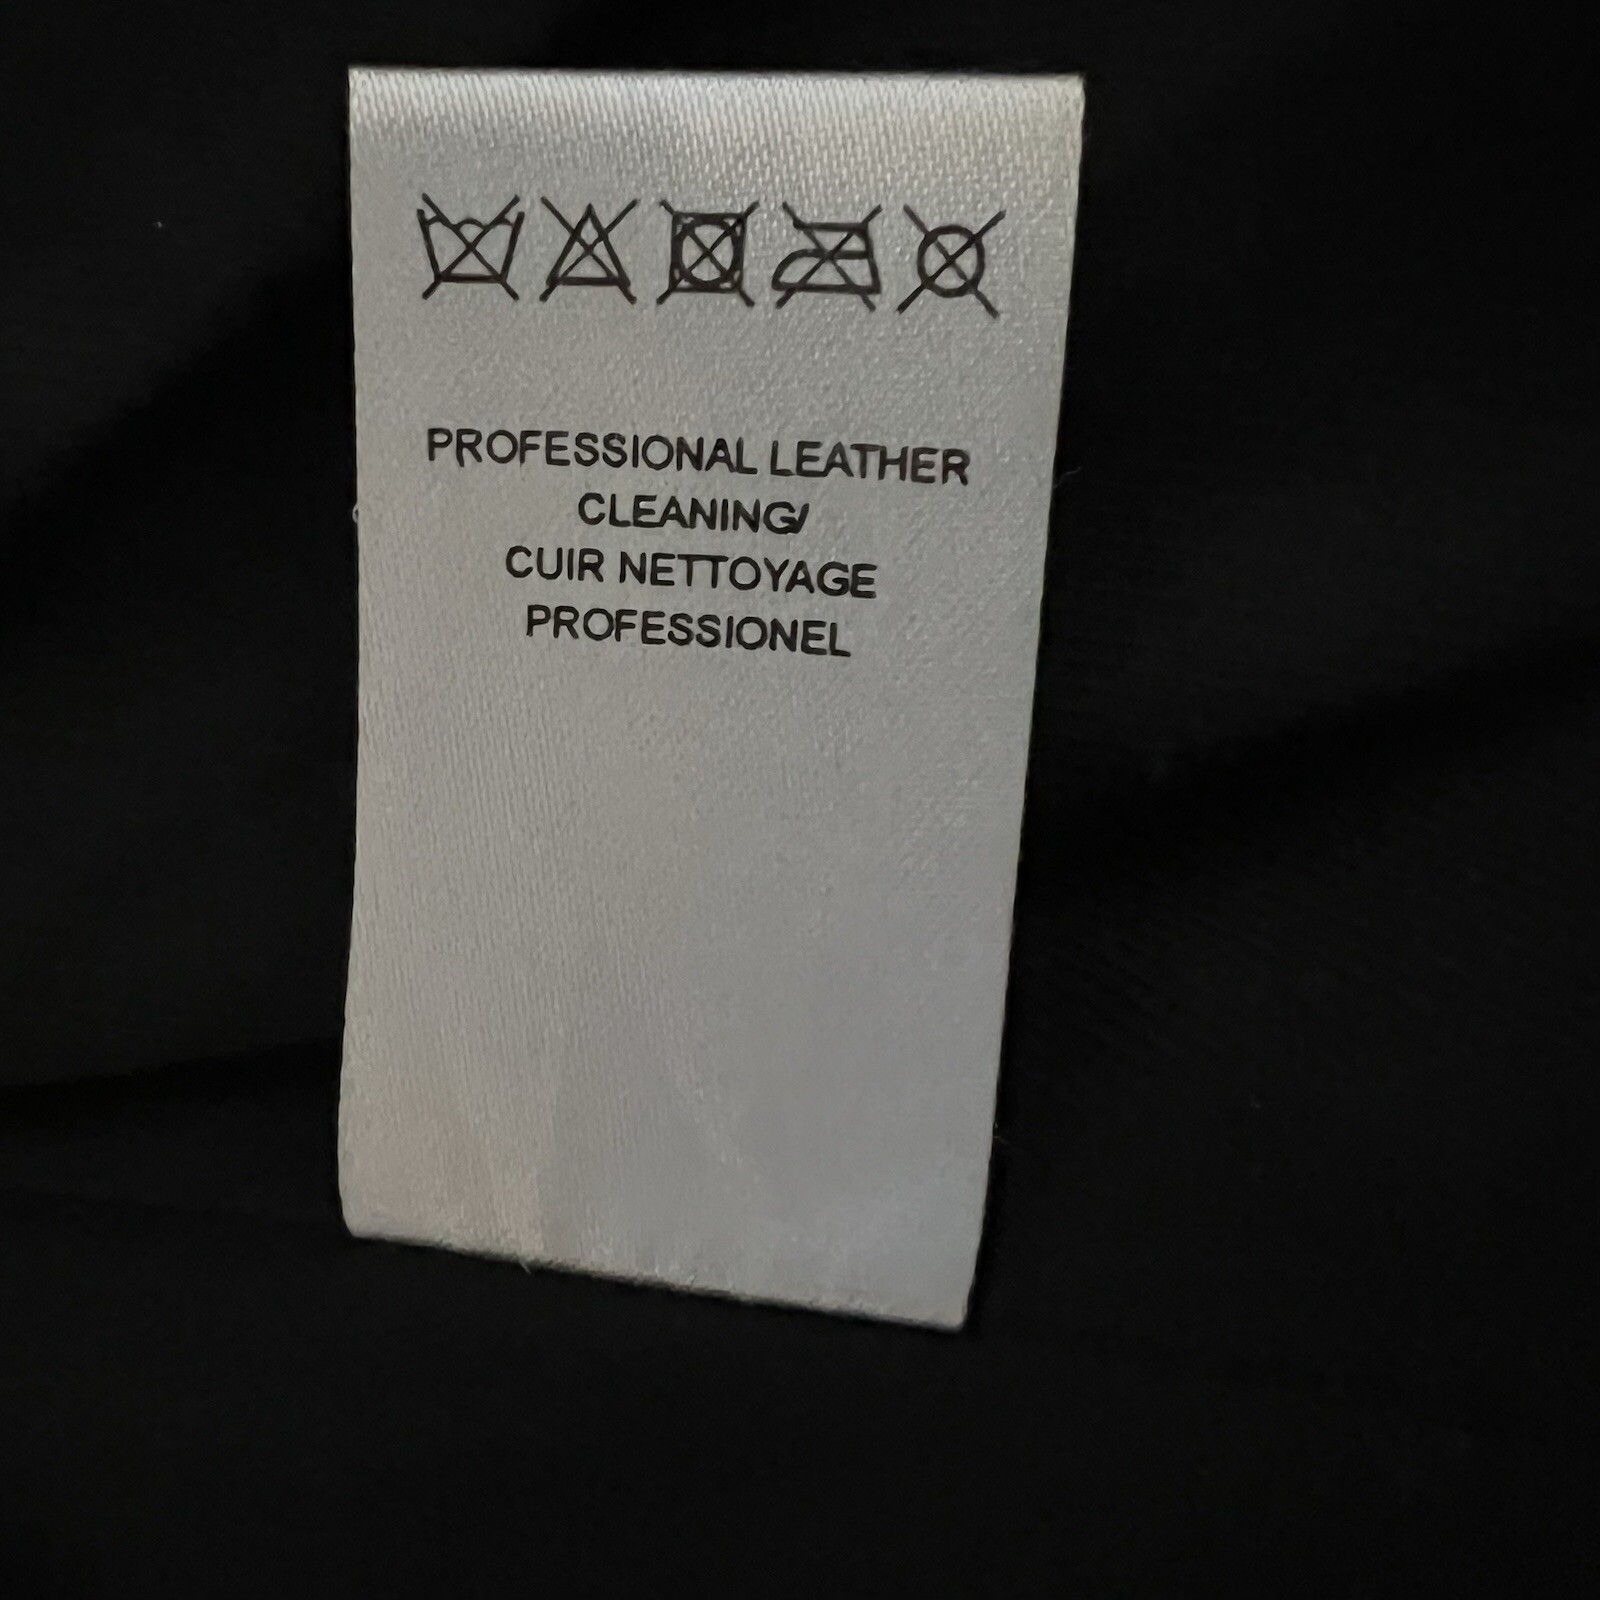 PROFESSIONAL LEATHER
CLEANING/
CUIR NETTOYAGE
PROFESSIONEL